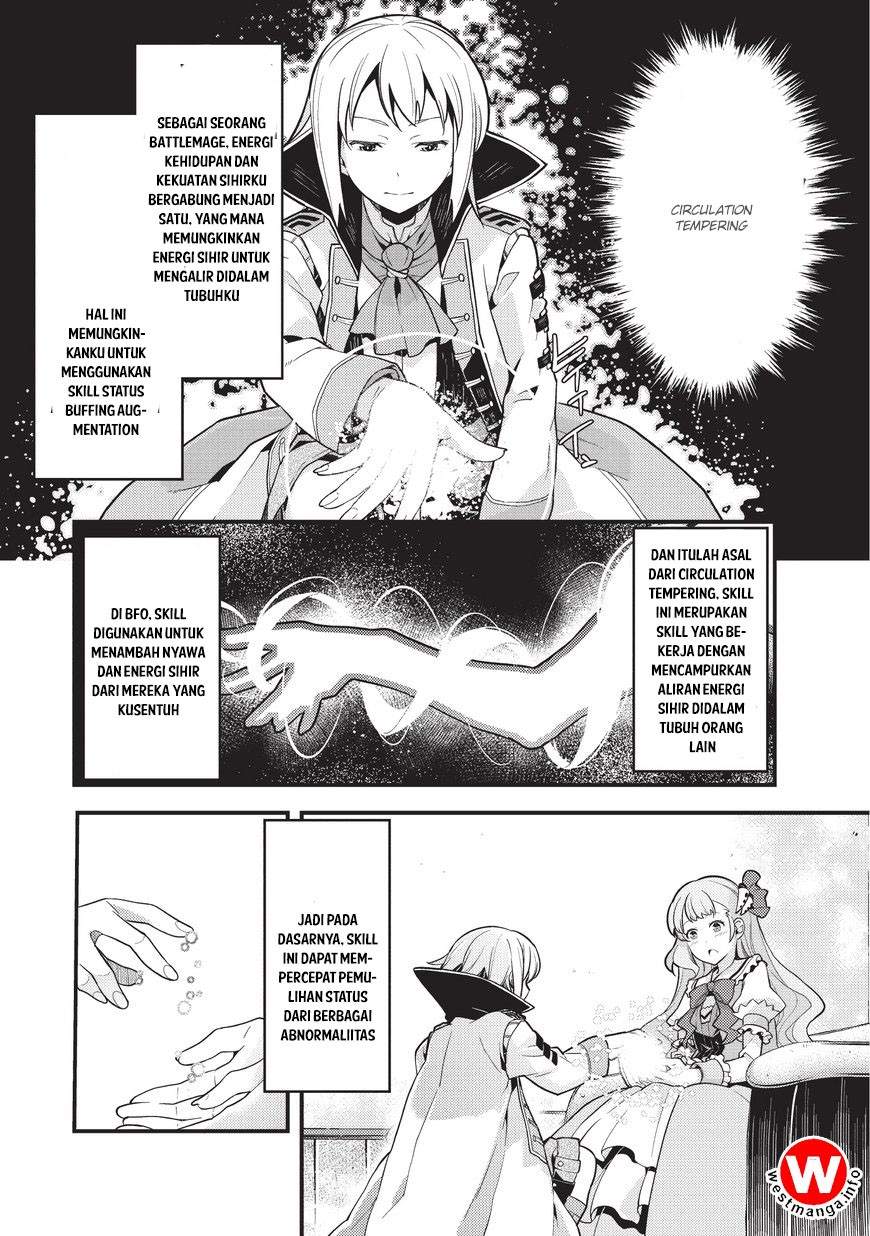 CIRCULATION
TEMPERING
SEBAGAI SEORANG
BATTLEMAGE, ENERGI
KEHIDUPAN DAN
KEKUATAN SIHIRKU
BERGABUNG MENJADI
SATU, YANG MANA
MEMUNGKINKAN
ENERGI SIHIR UNTUK
MENGALIR DIDALAM
TUBUHKU
HAL INI
MEMUNGKIN-
KANKU UNTUK
MENGGUNAKAN
SKILL STATUS
BUFFING AUG-
MENTATION
DAN ITULAH ASAL
DARI CIRCULATION
TEMPERING, SKILL
INI MERUPAKAN
SKILL YANG BE-
KERJA DENGAN
MENCAMPURKAN
ALIRAN ENERGI
SIHIR DIDALAM
TUBUH ORANG
LAIN
DI BFO, SKILL
DIGUNAKAN UNTUK
MENAMBAH NYAWA
DAN ENERGI SIHIR
DARI MEREKA YANG
KUSENTUH
JADI PADA
DASARNYA, SKILL
INI DAPAT MEM-
PERCEPAT PEMU-
LIHAN STATUS
DARI BERBAGAI
ABNORMALIITAS
W
westmanga.info